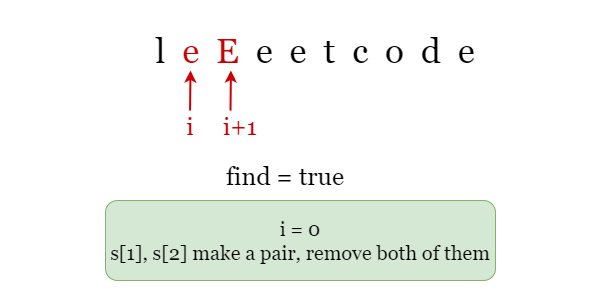 l e E e e t c o d e
i i+1
find = true
i = 0
s[1], s[2] make a pair, remove both of them